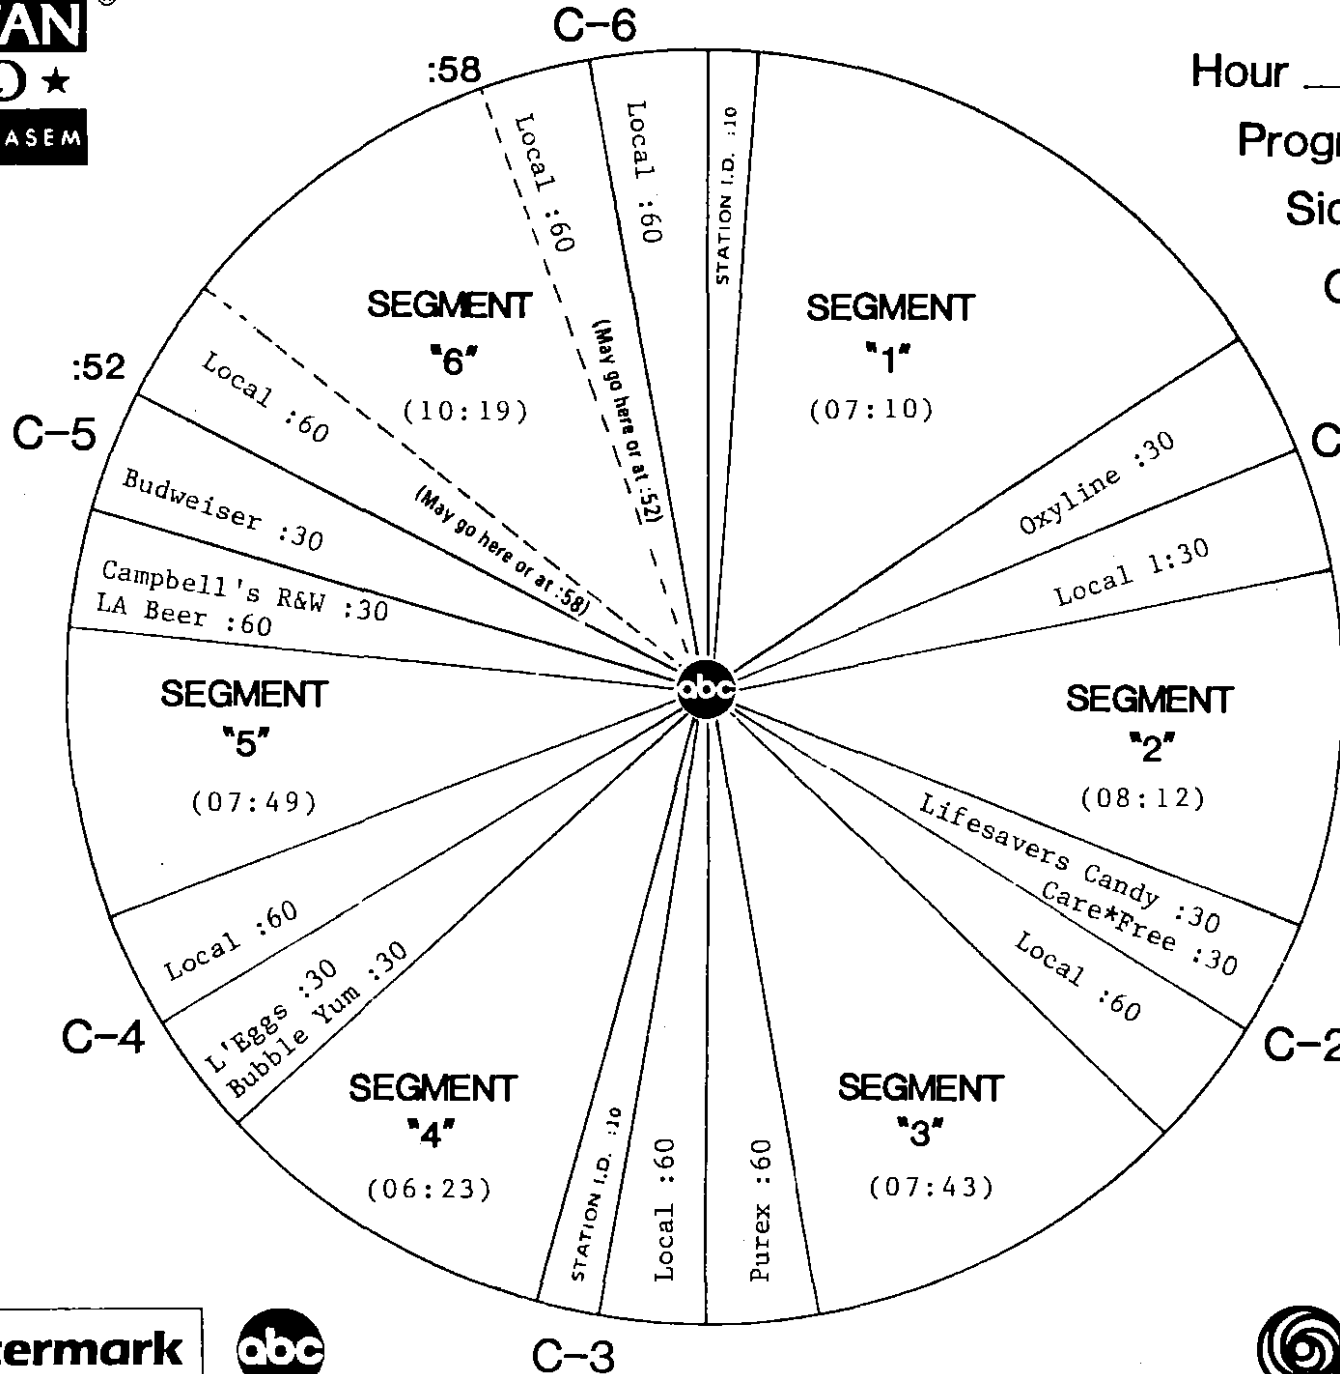 C-6
:58
Hour
ASEM
:52
C-5
STATION I.D. :10
SEGMENT
"1"
(07:10)
Oxyline :30
Local 1:30
SEGMENT
"2"
(08:12)
Lifesavers Candy :30
Care*Free :30
C-2
Local :60
SEGMENT
"3"
(07:43)
Purex :60
C-3
Local :60
STATION I.D. :10
SEGMENT
"4"
(06:23)
Bubble Yum :30
L'Eggs :30
C-4
Local :60
SEGMENT
"5"
(07:49)
LA Beer :60
Campbell's R&W :30
Budweiser :30
Local :60
(May go here or at :58)
SEGMENT
"6"
(10:19)
Local :60
(May go here or at :52)
Local :60
abc
abc